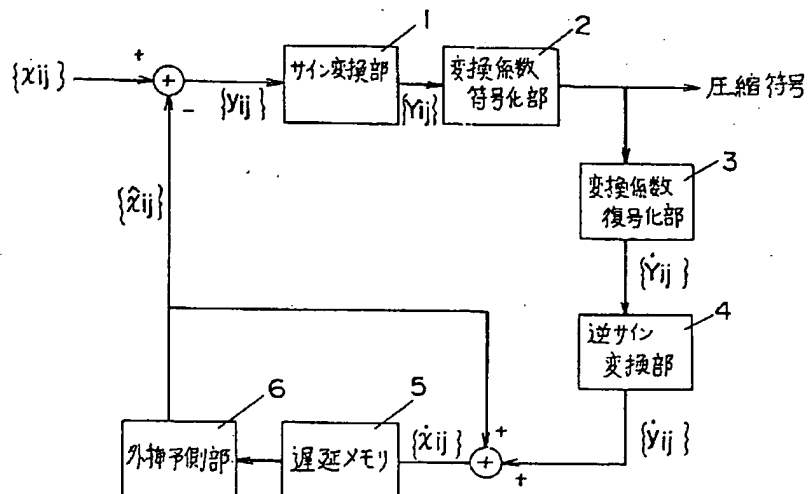 1
2
{xij}
+
+
-
{yij}
サイン変換部
{Yij}
変換係数
符号化部
圧縮符号
3
変換係数
復号化部
{x̂ij}
{Ẏij}
4
逆サイン
変換部
6
5
外挿予測部
遅延メモリ
{ẋij}
+
+
+
{ẏij}